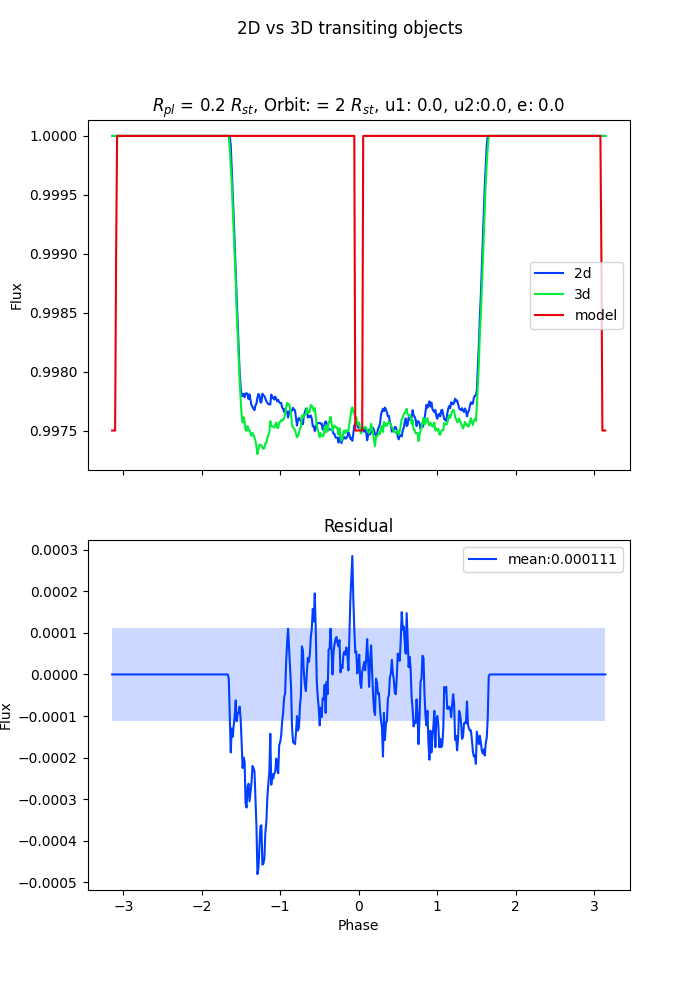 2D vs 3D transiting objects
R_pl = 0.2 R_st, Orbit: = 2 R_st, u1: 0.0, u2:0.0, e: 0.0
1.0000
0.9995
0.9990
0.9985
0.9980
0.9975
Flux
2d
3d
model
Residual
mean:0.000111
0.0003
0.0002
0.0001
0.0000
−0.0001
−0.0002
−0.0003
−0.0004
−0.0005
Flux
−3 −2 −1 0 1 2 3
Phase